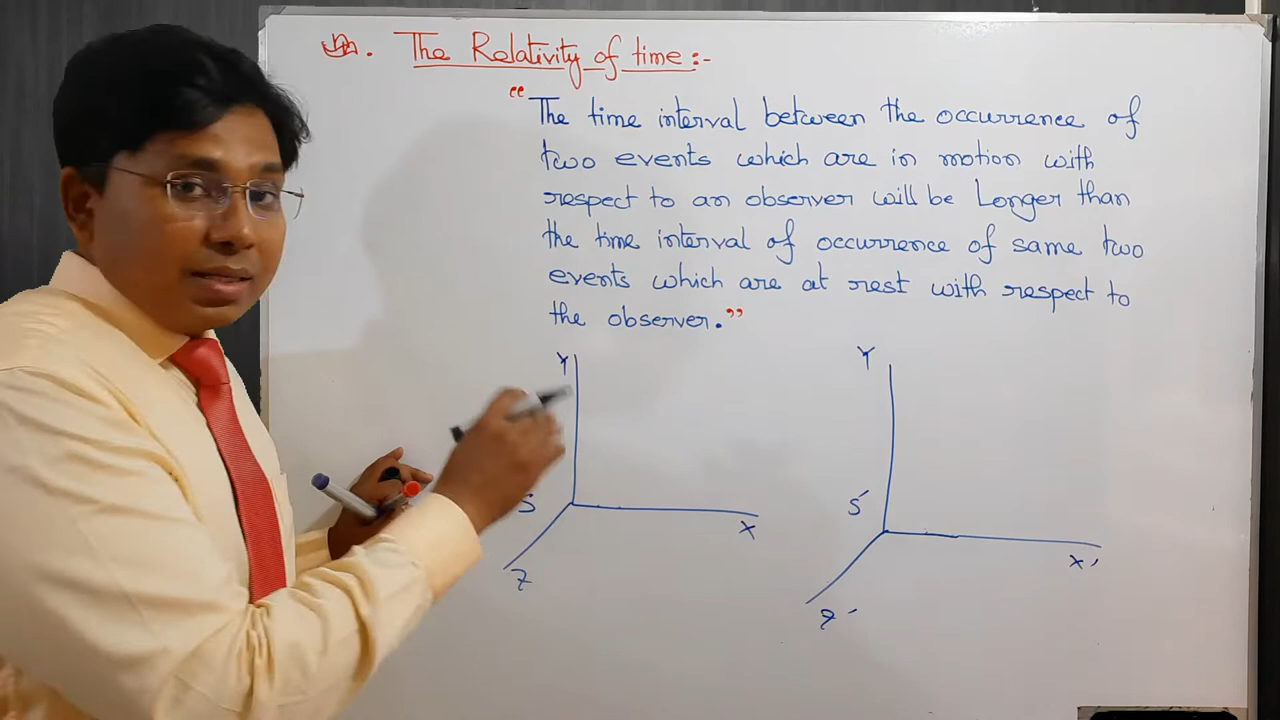 The Relativity of time:-
“The time interval between the occurrence of
two events which are in motion with
respect to an observer will be Longer than
the time interval of occurrence of same two
events which are at rest with respect to
the observer.”
Y
Y
S
S'
X
X'
Z
Z'